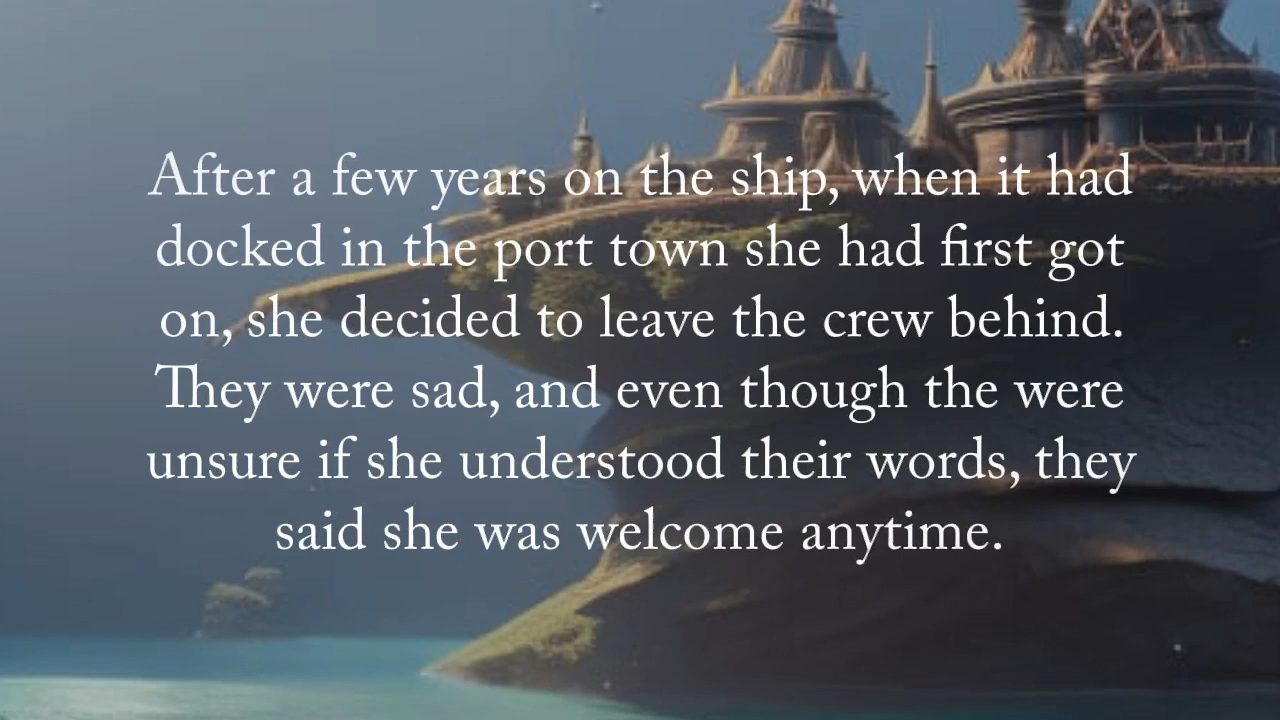 After a few years on the ship, when it had
docked in the port town she had first got
on, she decided to leave the crew behind.
They were sad, and even though the were
unsure if she understood their words, they
said she was welcome anytime.